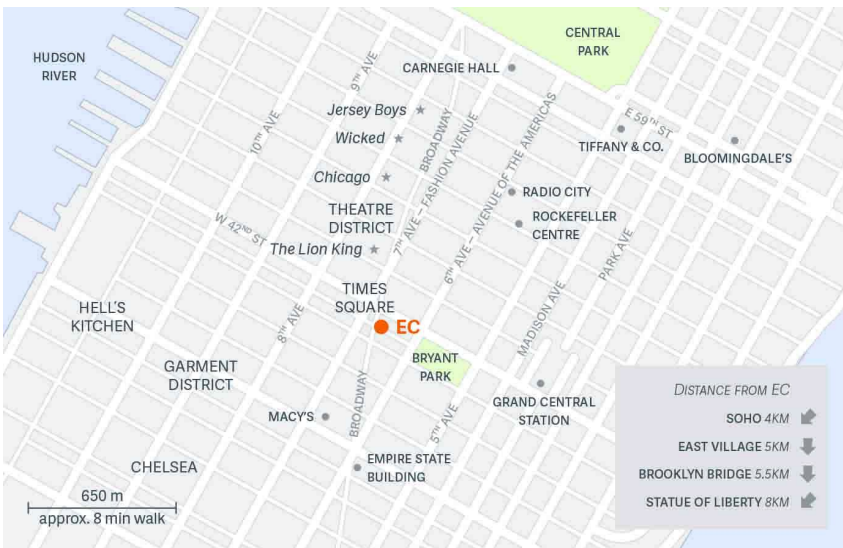 CENTRAL
PARK
HUDSON
RIVER
CARNEGIE HALL
9TH AVE
Jersey Boys
E 59TH ST
10TH AVE
Wicked
BROADWAY
TIFFANY & CO.
BLOOMINGDALE'S
Chicago
7TH AVE – FASHION AVENUE
6TH AVE – AVENUE OF THE AMERICAS
RADIO CITY
THEATRE
DISTRICT
ROCKEFELLER
CENTRE
W 42ND ST
The Lion King
PARK AVE
TIMES
SQUARE
HELL'S
KITCHEN
8TH AVE
EC
MADISON AVE
BRYANT
PARK
GARMENT
DISTRICT
GRAND CENTRAL
STATION
MACY'S
BROADWAY
5TH AVE
CHELSEA
EMPIRE STATE
BUILDING
650 m
approx. 8 min walk
DISTANCE FROM EC
SOHO 4KM
EAST VILLAGE 5KM
BROOKLYN BRIDGE 5.5KM
STATUE OF LIBERTY 8KM